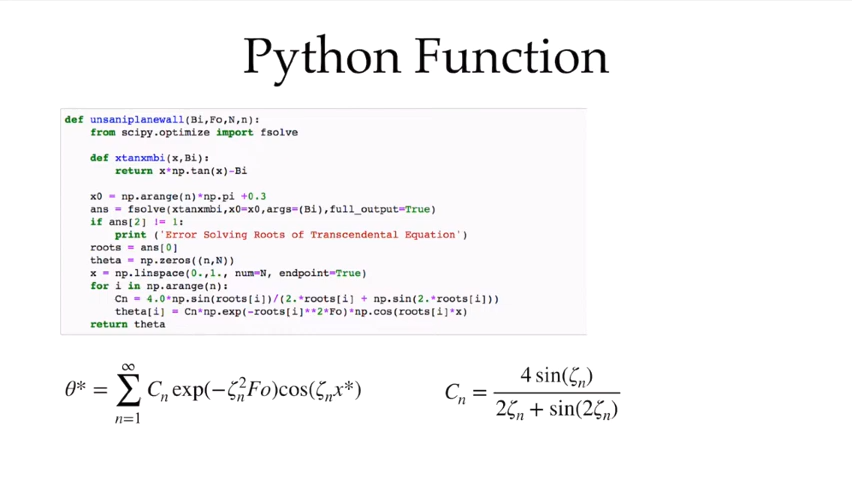 Python Function
def unsaniplanewall(Bi,Fo,N,n):
from scipy.optimize import fsolve
def xtanxmbi(x,Bi):
return x*np.tan(x)-Bi
x0 = np.arange(n)*np.pi +0.3
ans = fsolve(xtanxmbi,x0=x0,args=(Bi),full_output=True)
if ans[2] != 1:
print ('Error Solving Roots of Transcendental Equation')
roots = ans[0]
theta = np.zeros((n,N))
x = np.linspace(0.,1., num=N, endpoint=True)
for i in np.arange(n):
Cn = 4.0*np.sin(roots[i])/(2.*roots[i] + np.sin(2.*roots[i]))
theta[i] = Cn*np.exp(-roots[i]**2*Fo)*np.cos(roots[i]*x)
return theta
θ* = ∑_{n=1}^{∞} C_n exp(−ζ_n^2 Fo)cos(ζ_n x*)
C_n = 4 sin(ζ_n) / 2ζ_n + sin(2ζ_n)